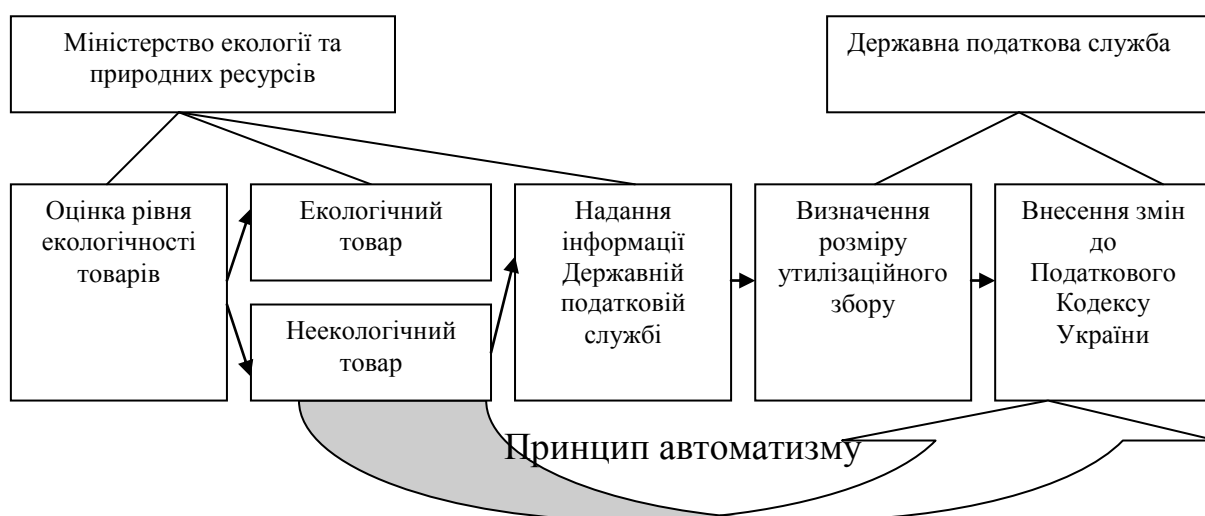 Міністерство екології та
природних ресурсів
Державна податкова служба
Оцінка рівня
екологічності
товарів
Екологічний
товар
Неекологічний
товар
Надання
інформації
Державній
податковій
службі
Визначення
розміру
утилізаційного
збору
Внесення змін
до
Податкового
Кодексу
України
Принцип автоматизму